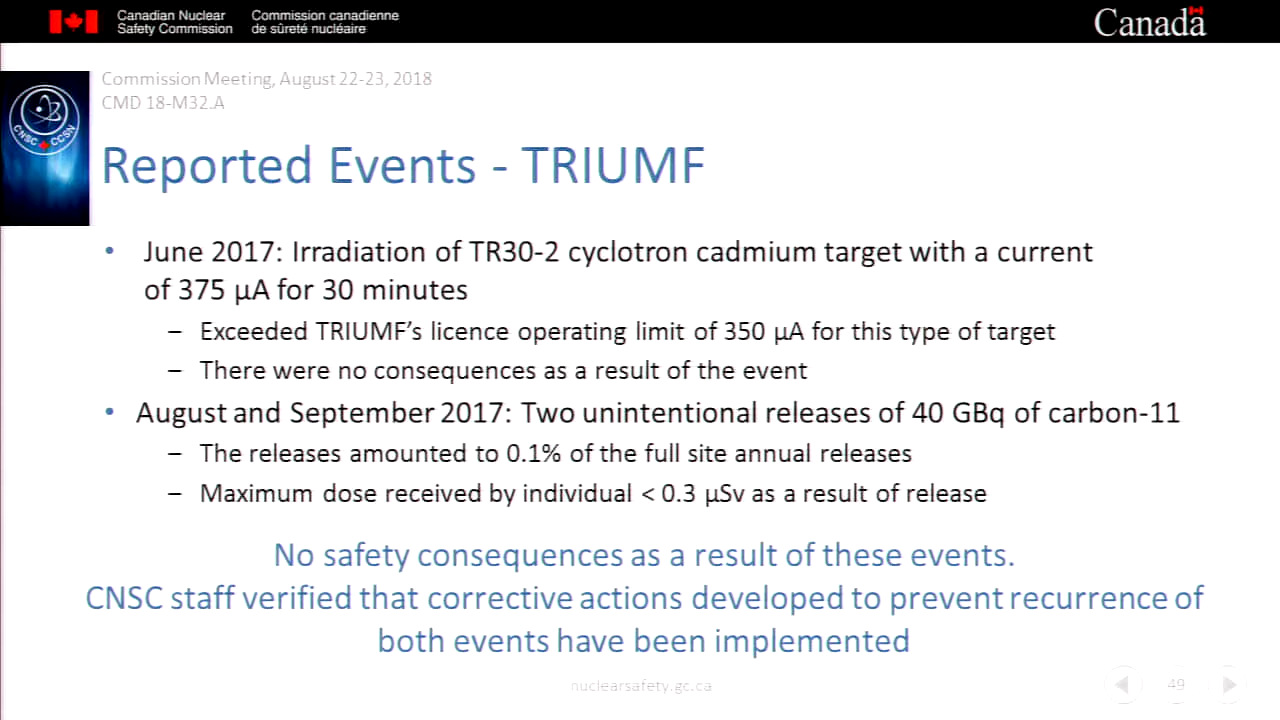 Canadian Nuclear Safety Commission
Commission canadienne de sûreté nucléaire
Canada
Commission Meeting, August 22-23, 2018
CMD 18-M32.A
CNSC CCSN
Reported Events - TRIUMF
• June 2017: Irradiation of TR30-2 cyclotron cadmium target with a current
of 375 µA for 30 minutes
– Exceeded TRIUMF's licence operating limit of 350 µA for this type of target
– There were no consequences as a result of the event
• August and September 2017: Two unintentional releases of 40 GBq of carbon-11
– The releases amounted to 0.1% of the full site annual releases
– Maximum dose received by individual < 0.3 µSv as a result of release
No safety consequences as a result of these events.
CNSC staff verified that corrective actions developed to prevent recurrence of
both events have been implemented
nuclearsafety.gc.ca
49